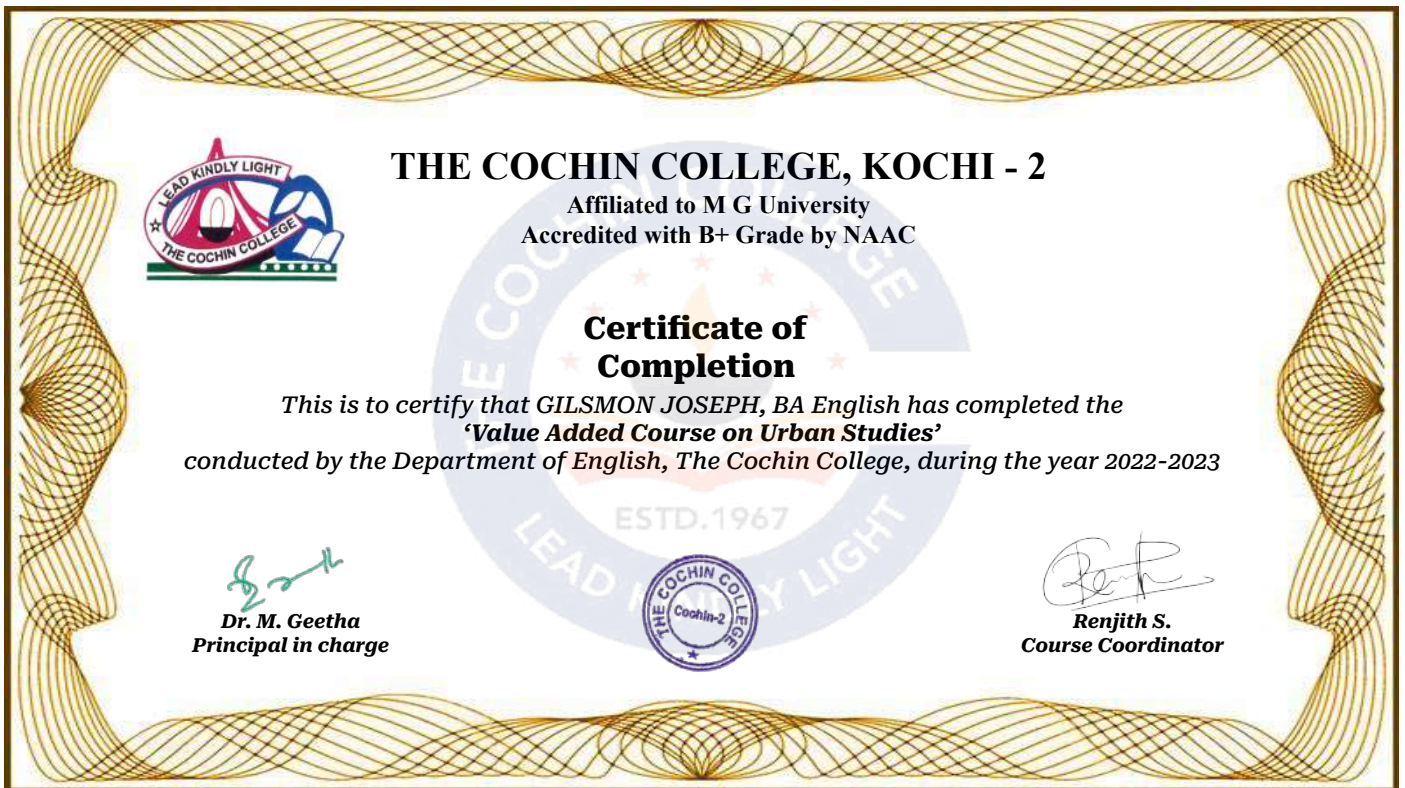 LEAD KINDLY LIGHT
THE COCHIN COLLEGE
THE COCHIN COLLEGE, KOCHI - 2
Affiliated to M G University
Accredited with B+ Grade by NAAC
THE COCHIN COLLEGE
Certificate of
Completion
This is to certify that GILSMON JOSEPH, BA English has completed the
‘Value Added Course on Urban Studies’
conducted by the Department of English, The Cochin College, during the year 2022-2023
ESTD.1967
LEAD KINDLY LIGHT
Dr. M. Geetha
Principal in charge
THE COCHIN COLLEGE
Cochin-2
Renjith S.
Course Coordinator